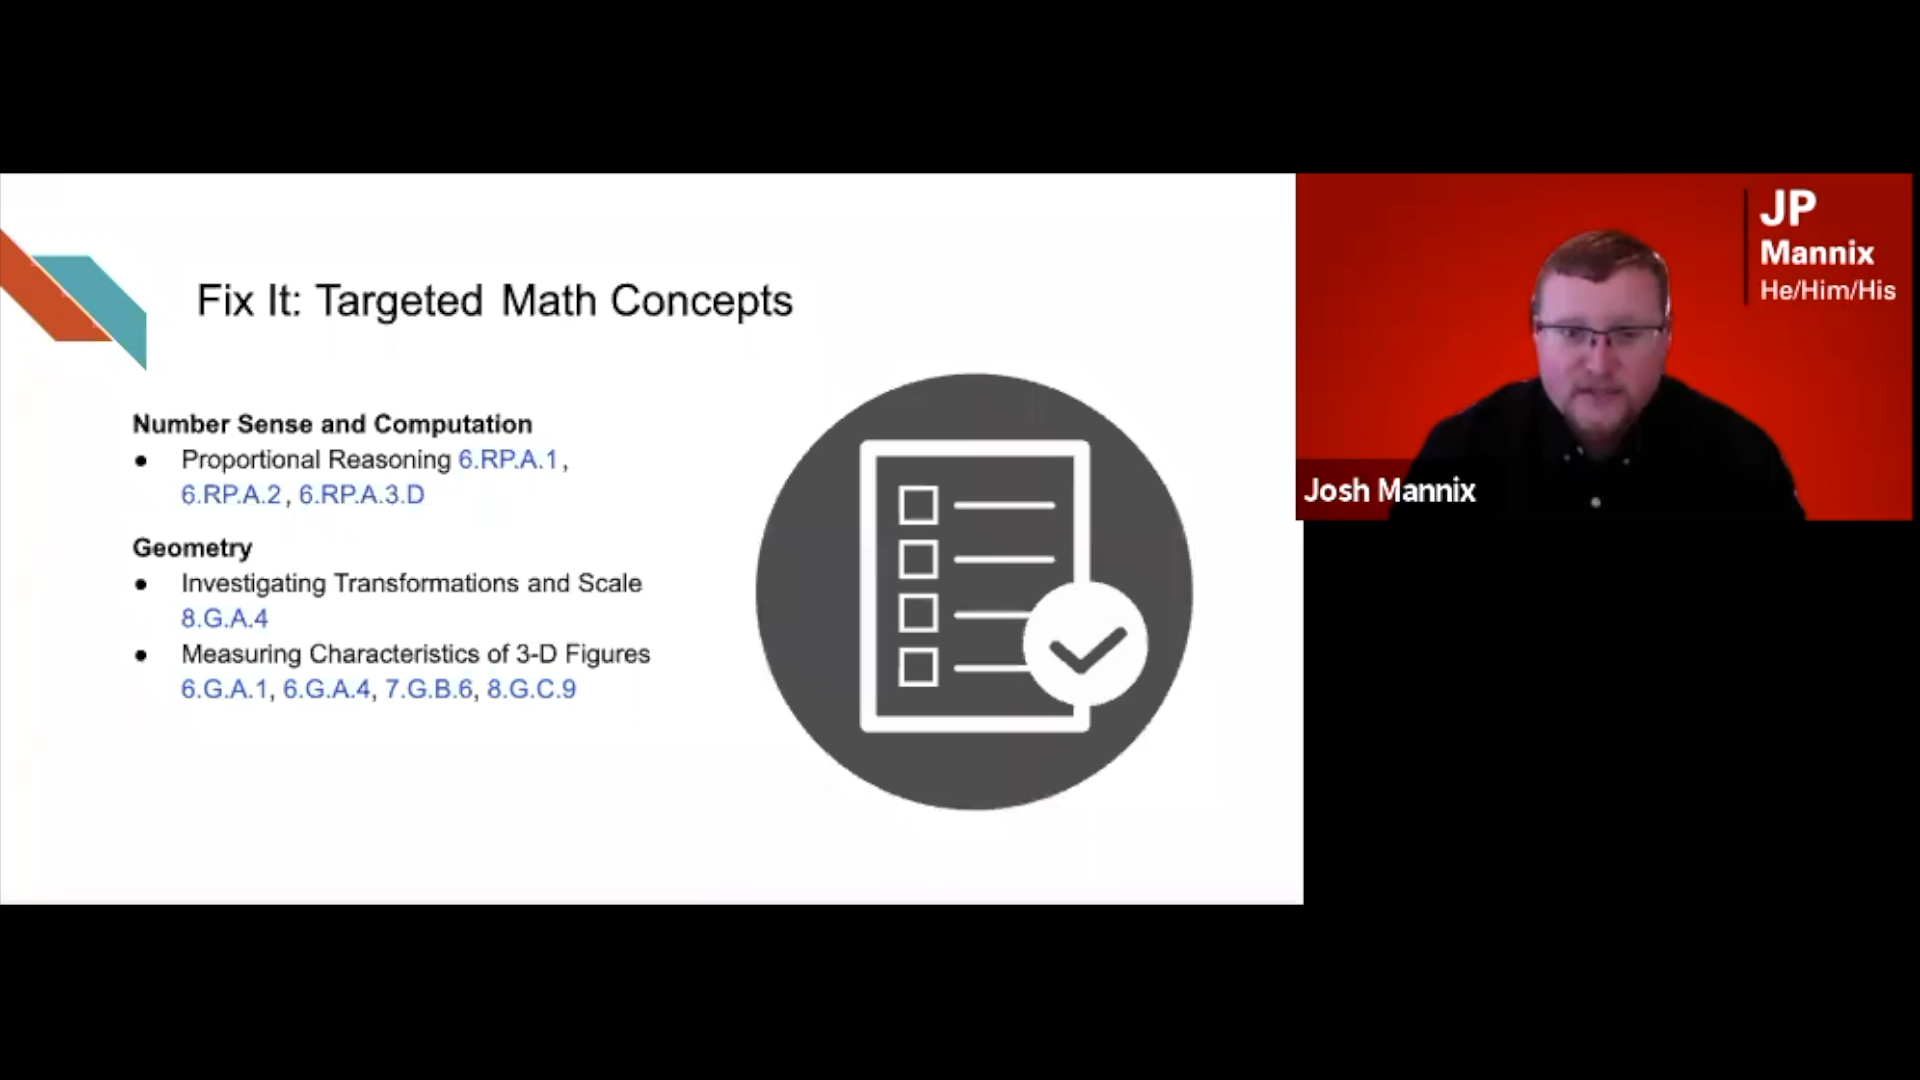 Fix It: Targeted Math Concepts
Number Sense and Computation
● Proportional Reasoning 6.RP.A.1,
6.RP.A.2, 6.RP.A.3.D
Geometry
● Investigating Transformations and Scale
8.G.A.4
● Measuring Characteristics of 3-D Figures
6.G.A.1, 6.G.A.4, 7.G.B.6, 8.G.C.9
JP
Mannix
He/Him/His
Josh Mannix